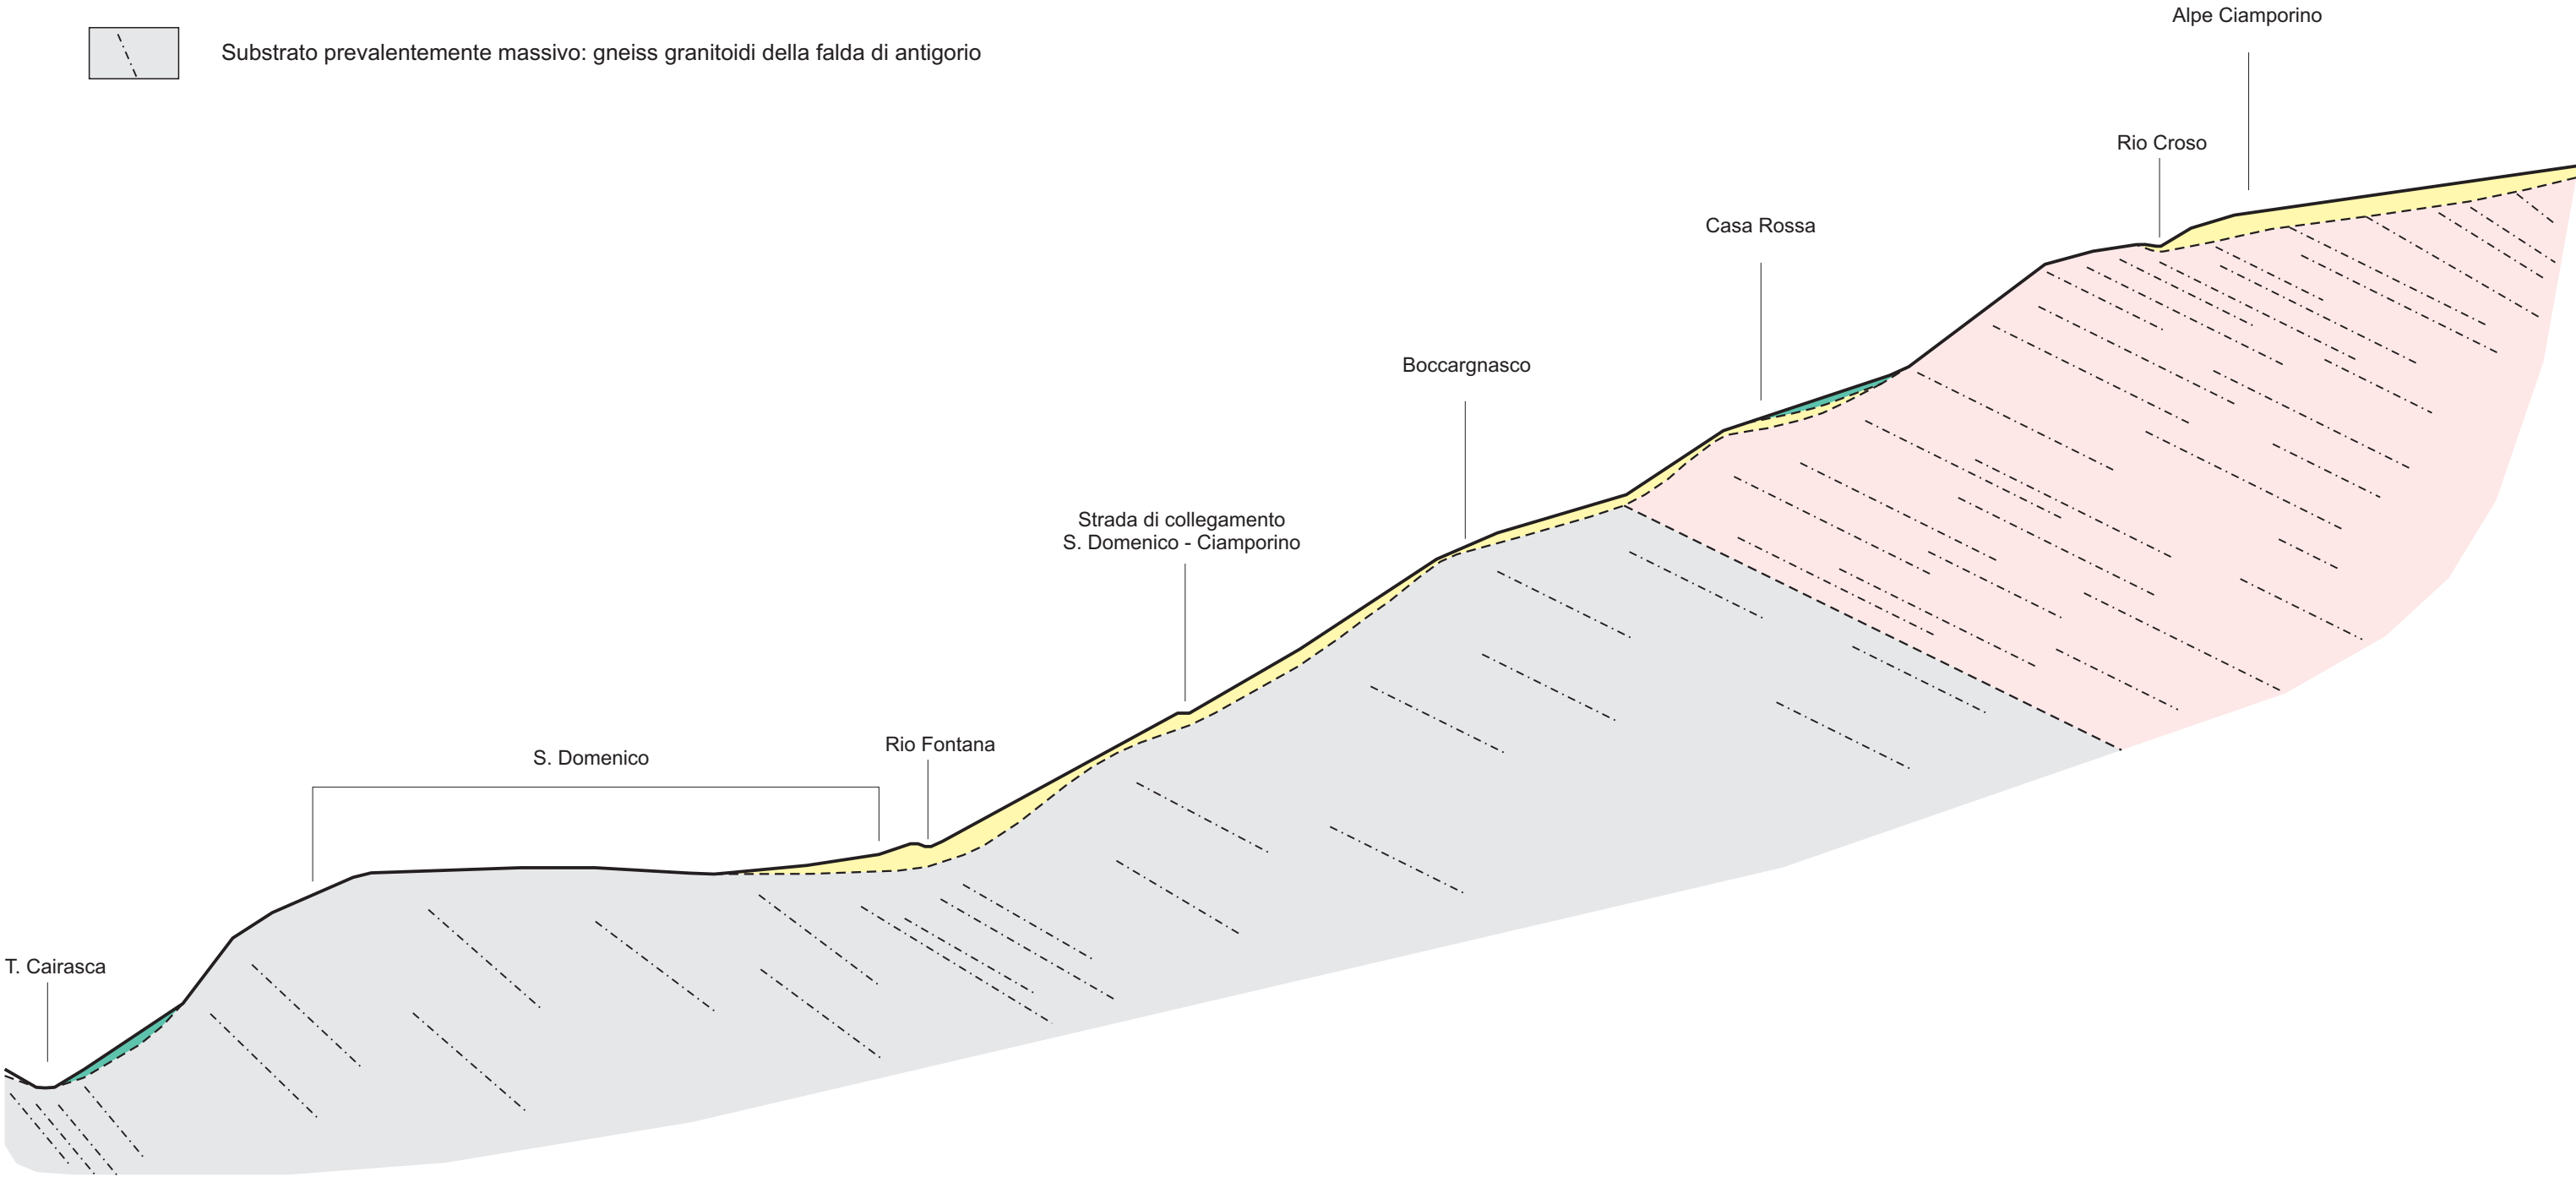 Alpe Ciamporino
Substrato prevalentemente massivo: gneiss granitoidi della falda di antigorio
Rio Croso
Casa Rossa
Boccargnasco
Strada di collegamento
S. Domenico - Ciamporino
Rio Fontana
S. Domenico
T. Cairasca